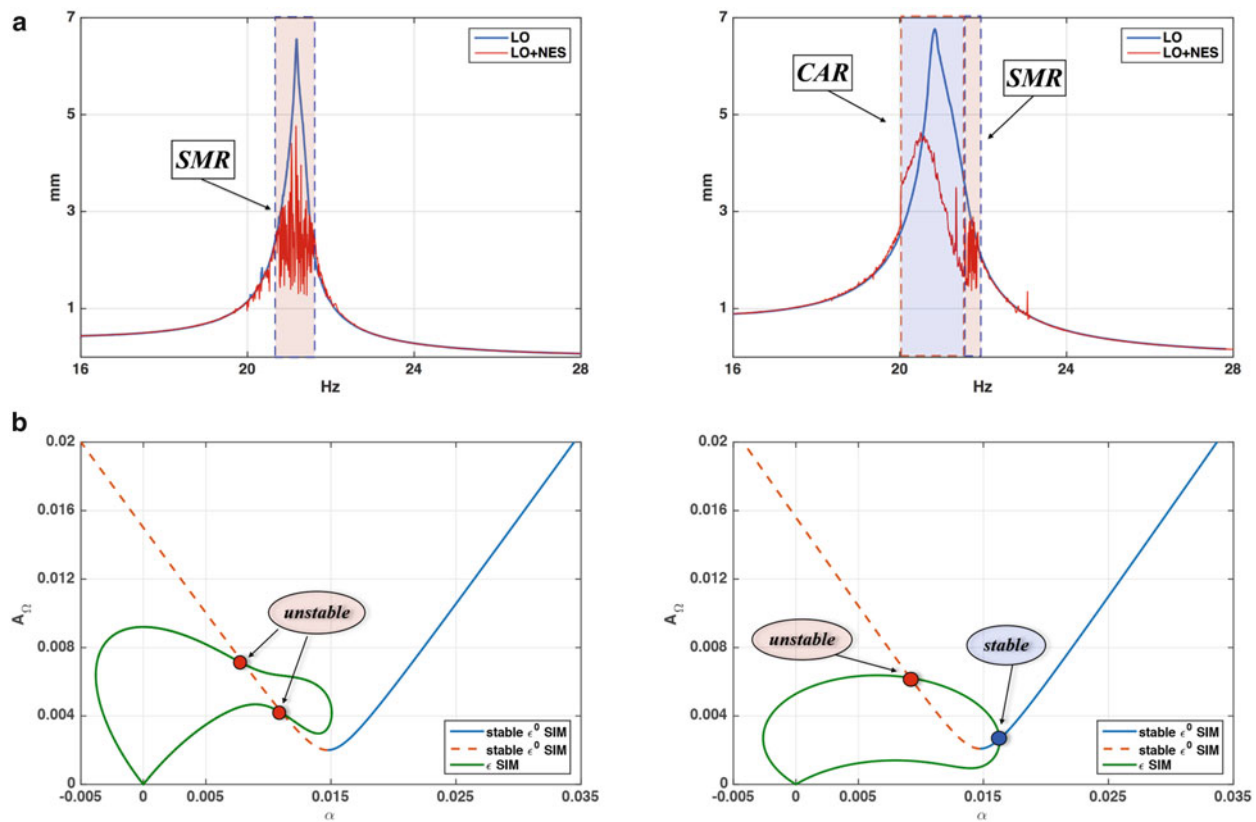 a
7
5
3
1
mm
16
20
24
28
Hz
LO
LO+NES
SMR
7
5
3
1
mm
16
20
24
28
Hz
LO
LO+NES
CAR
SMR
b
0.02
0.016
0.012
0.008
0.004
0
A_Ω
-0.005
0
0.005
0.015
0.025
0.035
α
unstable
stable ϵ⁰ SIM
stable ϵ⁰ SIM
ϵ SIM
0.02
0.016
0.012
0.008
0.004
0
A_Ω
-0.005
0
0.005
0.015
0.025
0.035
α
unstable
stable
stable ϵ⁰ SIM
stable ϵ⁰ SIM
ϵ SIM